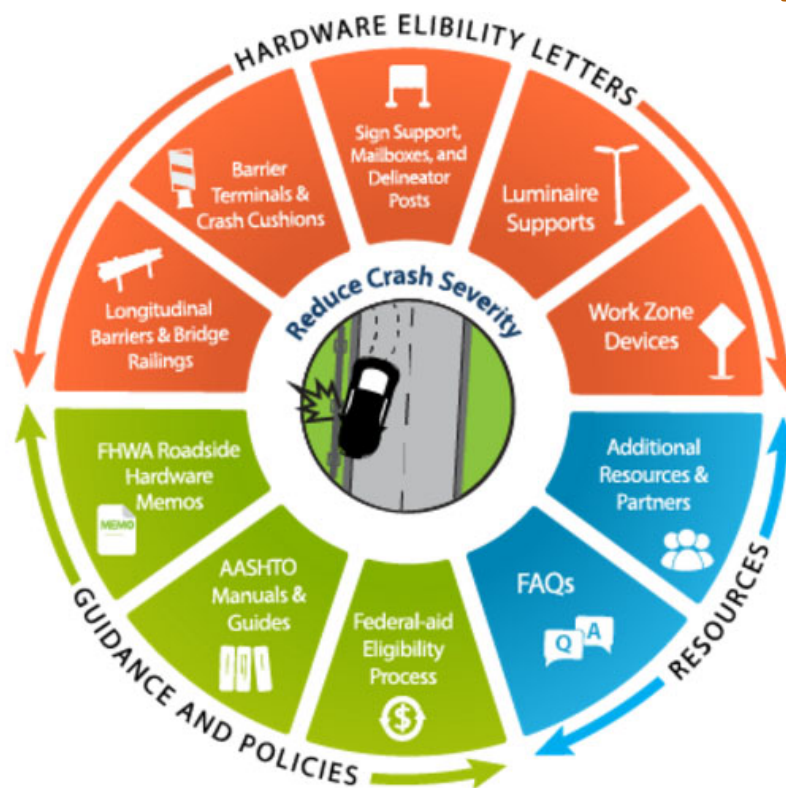 HARDWARE ELIBILITY LETTERS
Sign Support,
Mailboxes, and
Delineator
Posts
Barrier
Terminals &
Crash Cushions
Luminaire
Supports
Longitudinal
Barriers & Bridge
Railings
Work Zone
Devices
Reduce Crash Severity
FHWA Roadside
Hardware
Memos
MEMO
Additional
Resources &
Partners
AASHTO
Manuals &
Guides
Federal-aid
Eligibility
Process
$
FAQs
Q A
GUIDANCE AND POLICIES
RESOURCES